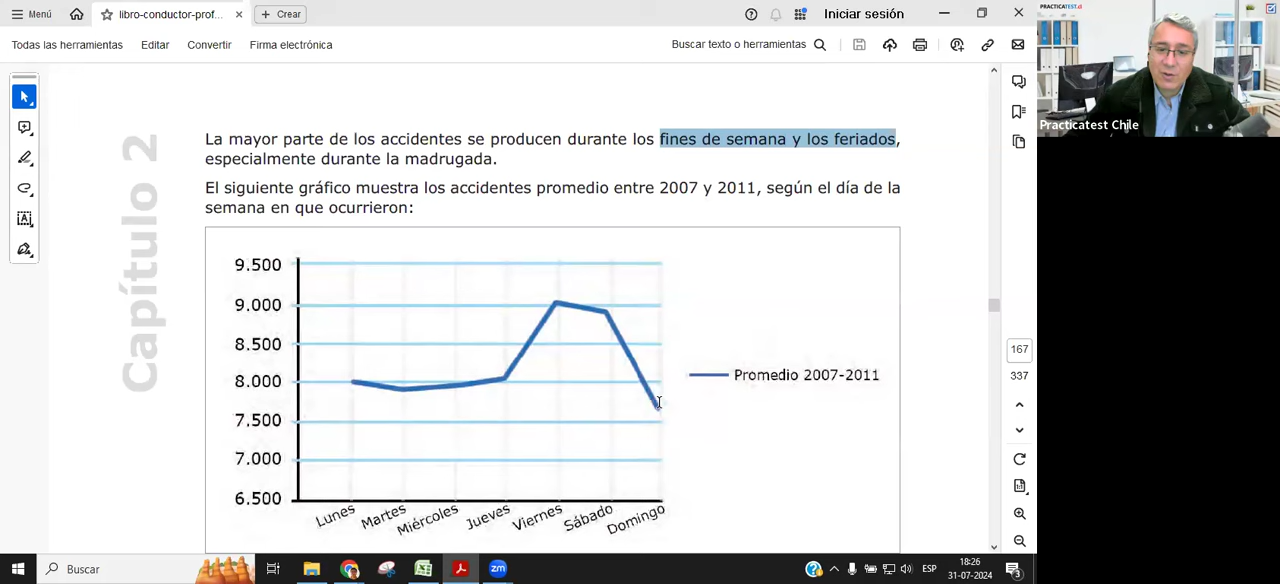 Menú
libro-conductor-prof...
Crear
Iniciar sesión
Todas las herramientas
Editar
Convertir
Firma electrónica
Buscar texto o herramientas
PRACTICATEST.cl
Practicatest Chile
Capítulo 2
La mayor parte de los accidentes se producen durante los fines de semana y los feriados,
especialmente durante la madrugada.
El siguiente gráfico muestra los accidentes promedio entre 2007 y 2011, según el día de la
semana en que ocurrieron:
9.500
9.000
8.500
8.000
7.500
7.000
6.500
Lunes
Martes
Miércoles
Jueves
Viernes
Sábado
Domingo
Promedio 2007-2011
167
337
Buscar
ESP
18:26
31-07-2024
3